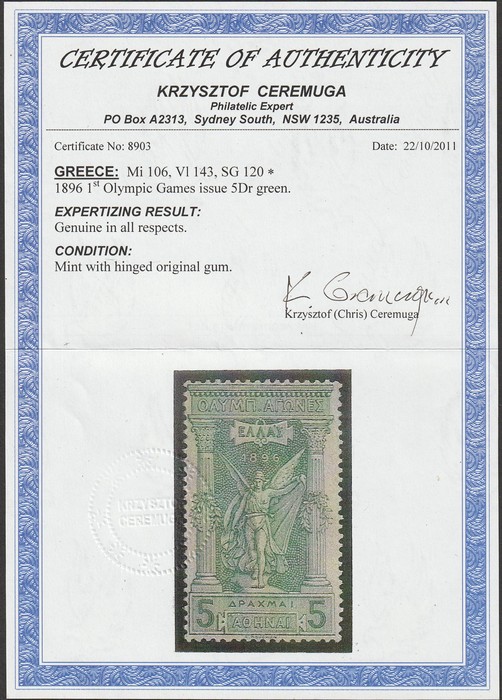 CERTIFICATE OF AUTHENTICITY
KRZYSZTOF CEREMUGA
Philatelic Expert
PO Box A2313, Sydney South, NSW 1235, Australia
Certificate No: 8903 Date: 22/10/2011
GREECE: Mi 106, Vl 143, SG 120 *
1896 1st Olympic Games issue 5Dr green.
EXPERTIZING RESULT:
Genuine in all respects.
CONDITION:
Mint with hinged original gum.
K Ceremuga
Krzysztof (Chris) Ceremuga
ΟΛΥΜΠ. ΑΓΩΝΕΣ
ΕΛΛΑΣ
1896
KRZYSZTOF
CEREMUGA
5 ΔΡΑΧΜΑΙ 5
ΑΘΗΝΑΙ